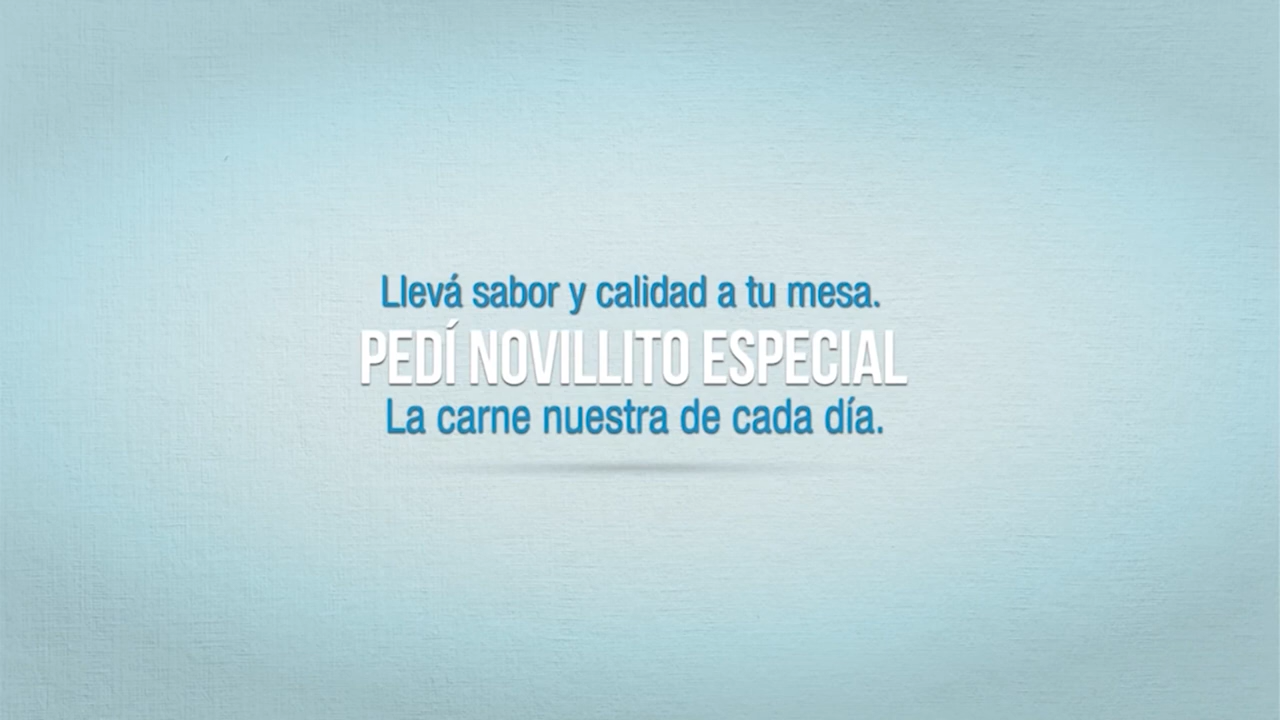 Llevá sabor y calidad a tu mesa.
PEDÍ NOVILLITO ESPECIAL
La carne nuestra de cada día.